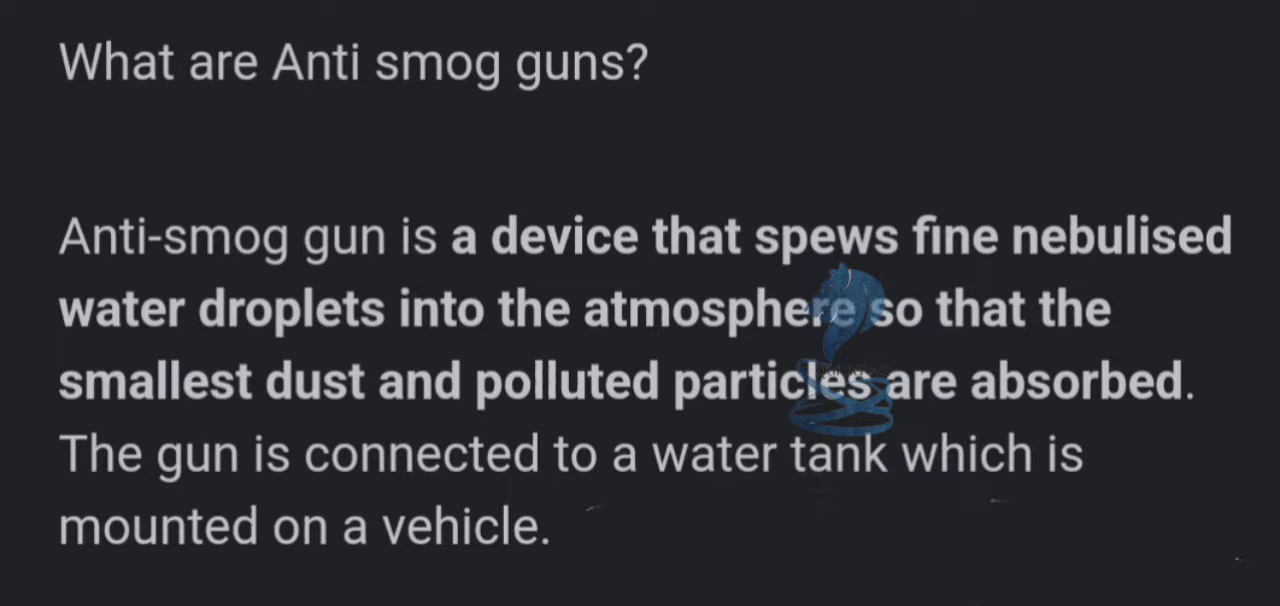 What are Anti smog guns?
Anti-smog gun is a device that spews fine nebulised
water droplets into the atmosphere so that the
smallest dust and polluted particles are absorbed.
The gun is connected to a water tank which is
mounted on a vehicle.